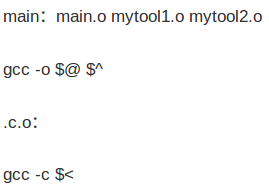 main：main.o mytool1.o mytool2.o
gcc -o $@ $^
.c.o：
gcc -c $<